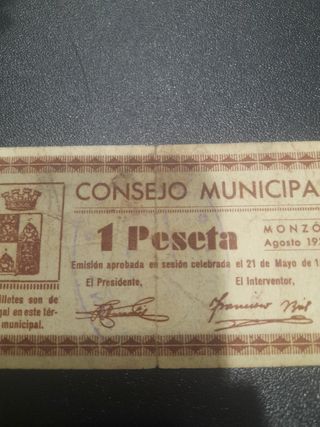 CONSEJO MUNICIPA
1 Peseta
MONZÓ
Agosto 19
Emisión aprobada en sesión celebrada el 21 de Mayo de 1
El Presidente,
El Interventor,
illetes son de
gal en este tér-
municipal.